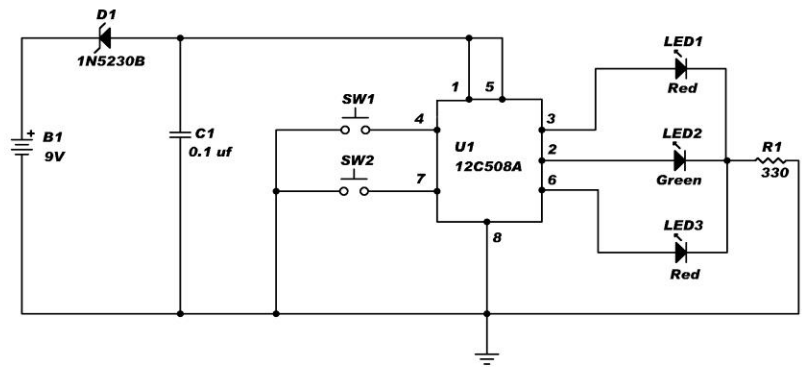 D1
1N5230B
B1
9V
+
C1
0.1 uf
SW1
SW2
1
5
4
7
U1
12C508A
3
2
6
8
LED1
Red
LED2
Green
LED3
Red
R1
330